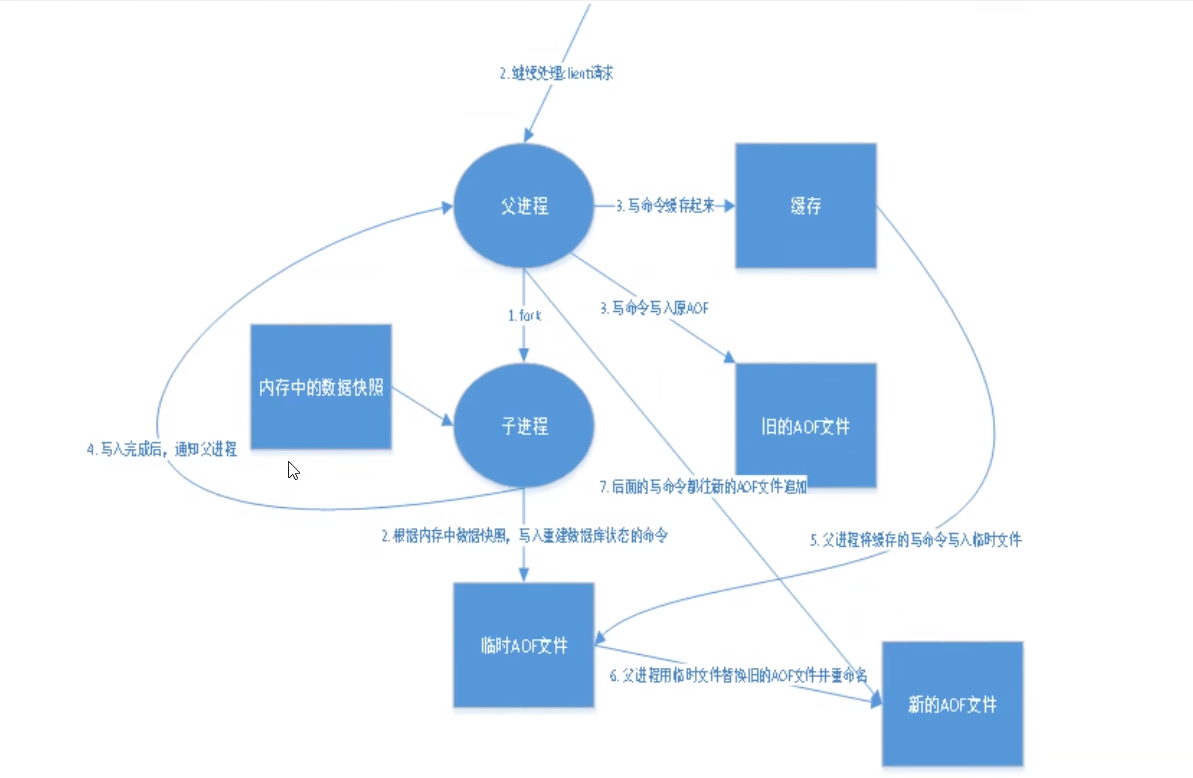 2. 继续处理client请求
父进程
3. 写命令缓存起来
缓存
3. 写命令写入原AOF
1. fork
内存中的数据快照
子进程
旧的AOF文件
4. 写入完成后，通知父进程
7. 后面的写命令都往新的AOF文件追加
2. 根据内存中数据快照，写入重建数据库状态的命令
5. 父进程将缓存的写命令写入临时文件
临时AOF文件
6. 父进程用临时文件替换旧的AOF文件并重命名
新的AOF文件